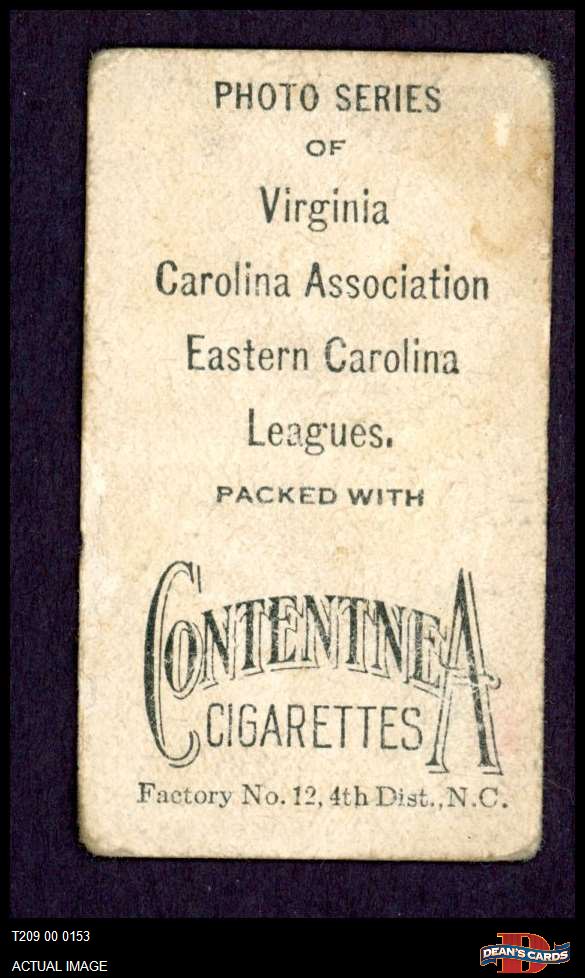 PHOTO SERIES
OF
Virginia
Carolina Association
Eastern Carolina
Leagues.
PACKED WITH
CONTENTNEA
CIGARETTES
Factory No. 12, 4th Dist., N.C.
T209 00 0153
ACTUAL IMAGE
D
DEAN'S CARDS